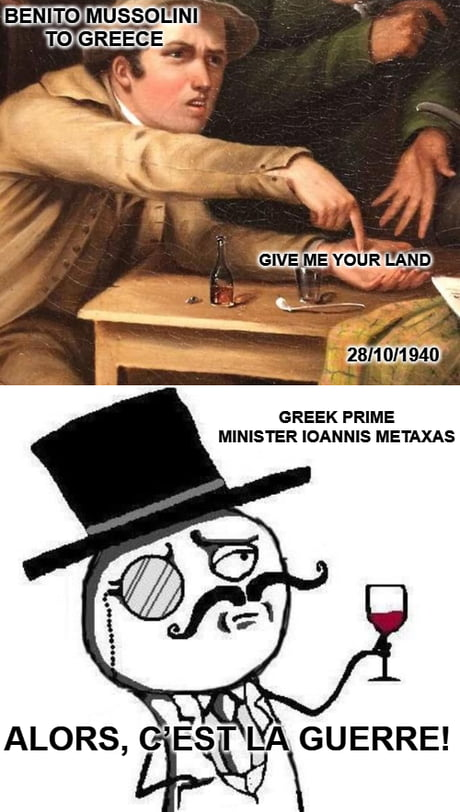 BENITO MUSSOLINI
TO GREECE
GIVE ME YOUR LAND
28/10/1940
GREEK PRIME
MINISTER IOANNIS METAXAS
ALORS, C'EST LA GUERRE!